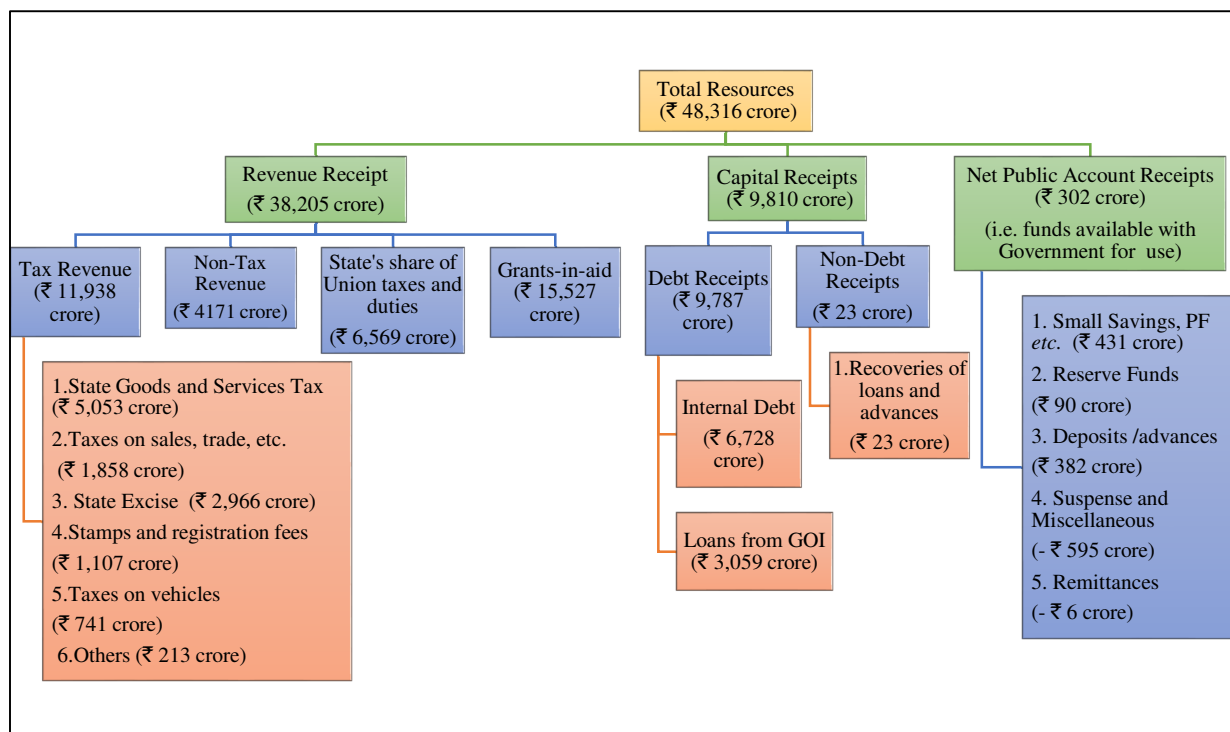 Total Resources
(₹ 48,316 crore)
Revenue Receipt
(₹ 38,205 crore)
Capital Receipts
(₹ 9,810 crore)
Net Public Account Receipts
(₹ 302 crore)
(i.e. funds available with
Government for use)
Tax Revenue
(₹ 11,938
crore)
Non-Tax
Revenue
(₹ 4171 crore)
State's share of
Union taxes and
duties
(₹ 6,569 crore)
Grants-in-aid
(₹ 15,527
crore)
Debt Receipts
(₹ 9,787
crore)
Non-Debt
Receipts
(₹ 23 crore)
1.State Goods and Services Tax
(₹ 5,053 crore)
2.Taxes on sales, trade, etc.
(₹ 1,858 crore)
3. State Excise (₹ 2,966 crore)
4.Stamps and registration fees
(₹ 1,107 crore)
5.Taxes on vehicles
(₹ 741 crore)
6.Others (₹ 213 crore)
Internal Debt
(₹ 6,728
crore)
Loans from GOI
(₹ 3,059 crore)
1.Recoveries of
loans and
advances
(₹ 23 crore)
1. Small Savings, PF
etc. (₹ 431 crore)
2. Reserve Funds
(₹ 90 crore)
3. Deposits /advances
(₹ 382 crore)
4. Suspense and
Miscellaneous
(- ₹ 595 crore)
5. Remittances
(- ₹ 6 crore)